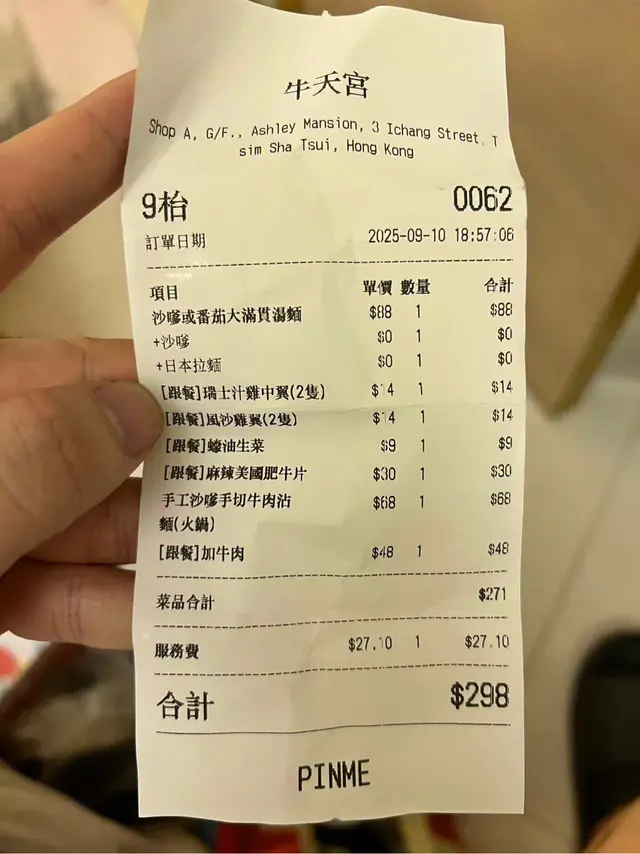 牛夭宮
Shop A, G/F., Ashley Mansion, 3 Ichang Street, T
sim Sha Tsui, Hong Kong
9枱 0062
訂單日期 2025-09-10 18:57:06
項目 單價 數量 合計
沙嗲或番茄大滿貫湯麵 $88 1 $88
+沙嗲 $0 1 $0
+日本拉麵 $0 1 $0
[跟餐]瑞士汁雞中翼(2隻) $14 1 $14
[跟餐]風沙雞翼(2隻) $14 1 $14
[跟餐]蠔油生菜 $9 1 $9
[跟餐]麻辣美國肥牛片 $30 1 $30
手工沙嗲手切牛肉沾 $68 1 $68
麵(火鍋)
[跟餐]加牛肉 $48 1 $48
菜品合計 $271
服務費 $27.10 1 $27.10
合計 $298
PINME